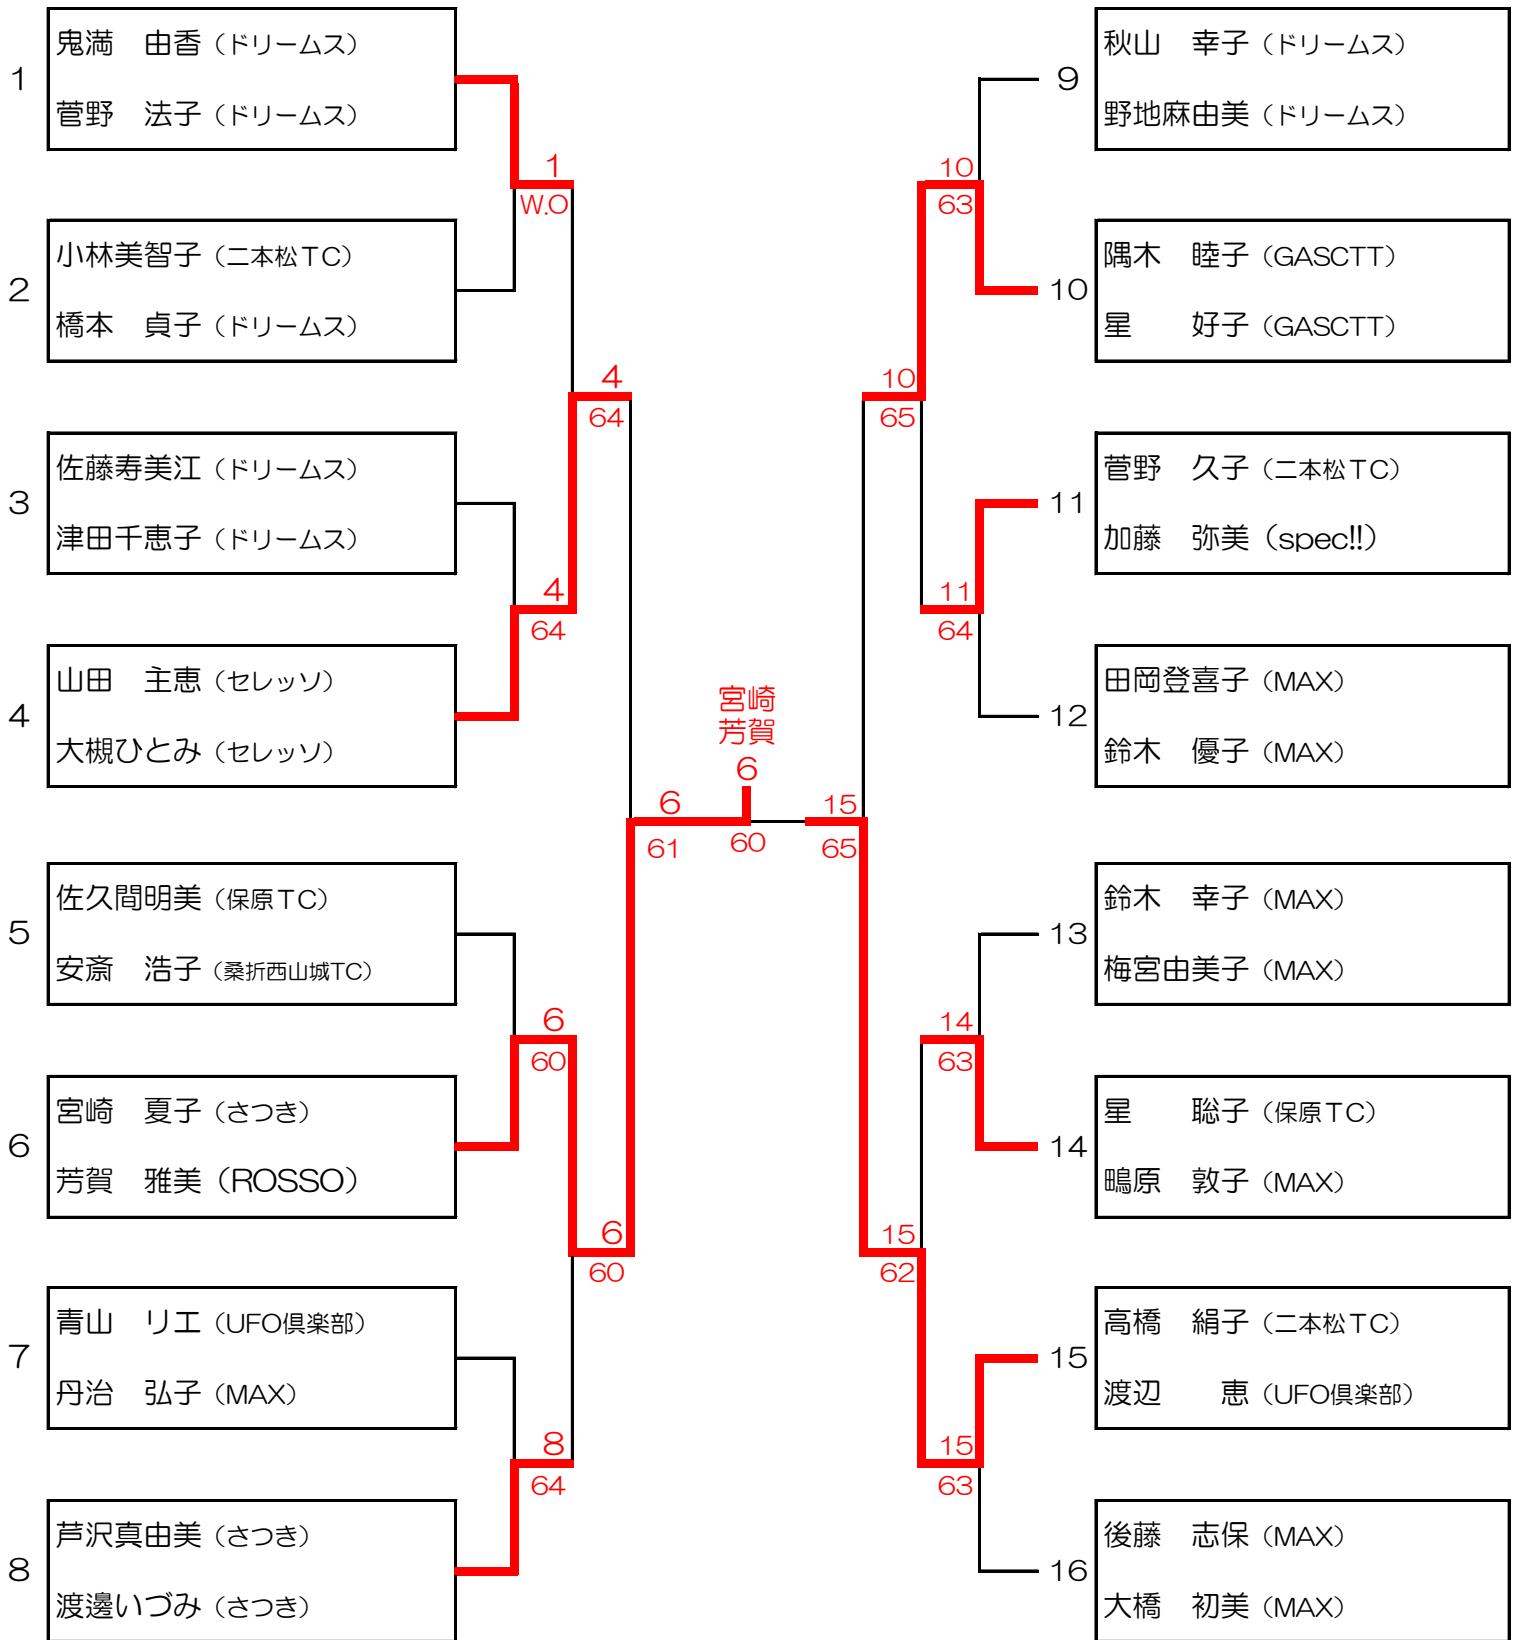 1
鬼満　由香（ドリームス）
菅野　法子（ドリームス）
1
W.O
2
小林美智子（二本松TC）
橋本　貞子（ドリームス）
4
64
3
佐藤寿美江（ドリームス）
津田千恵子（ドリームス）
4
64
4
山田　主恵（セレッソ）
大槻ひとみ（セレッソ）
宮崎
芳賀
6
60
6
61
15
65
5
佐久間明美（保原TC）
安斎　浩子（桑折西山城TC）
6
60
6
宮崎　夏子（さつき）
芳賀　雅美（ROSSO）
6
60
7
青山　リエ（UFO倶楽部）
丹治　弘子（MAX）
8
64
8
芦沢真由美（さつき）
渡邊いづみ（さつき）
9
秋山　幸子（ドリームス）
野地麻由美（ドリームス）
10
63
10
隅木　睦子（GASCTT）
星　　好子（GASCTT）
10
65
11
菅野　久子（二本松TC）
加藤　弥美（spec!!）
11
64
12
田岡登喜子（MAX）
鈴木　優子（MAX）
13
鈴木　幸子（MAX）
梅宮由美子（MAX）
14
63
14
星　　聡子（保原TC）
鴫原　敦子（MAX）
15
62
15
高橋　絹子（二本松TC）
渡辺　　恵（UFO倶楽部）
15
63
16
後藤　志保（MAX）
大橋　初美（MAX）